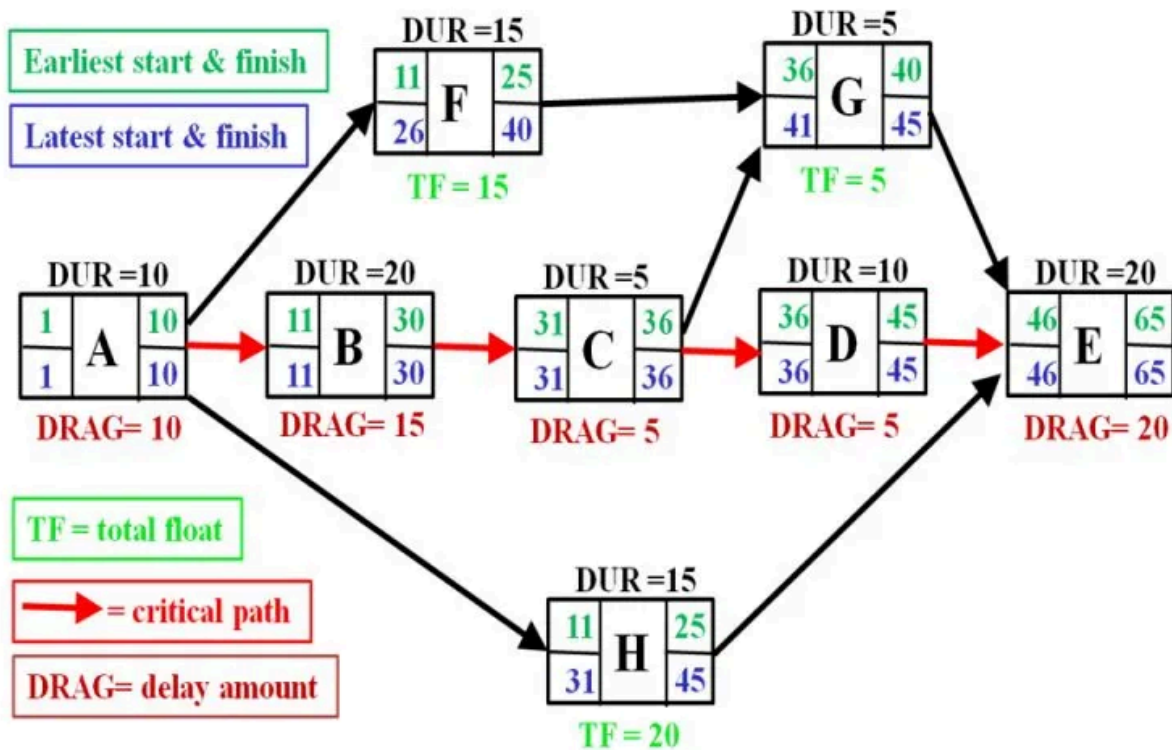 Earliest start & finish
Latest start & finish
DUR =15
11 F 25
26 40
TF = 15
DUR =5
36 G 40
41 45
TF = 5
DUR =10
1 A 10
1 10
DRAG= 10
DUR =20
11 B 30
11 30
DRAG= 15
DUR =5
31 C 36
31 36
DRAG= 5
DUR =10
36 D 45
36 45
DRAG= 5
DUR =20
46 E 65
46 65
DRAG= 20
TF = total float
= critical path
DRAG= delay amount
DUR =15
11 H 25
31 45
TF = 20